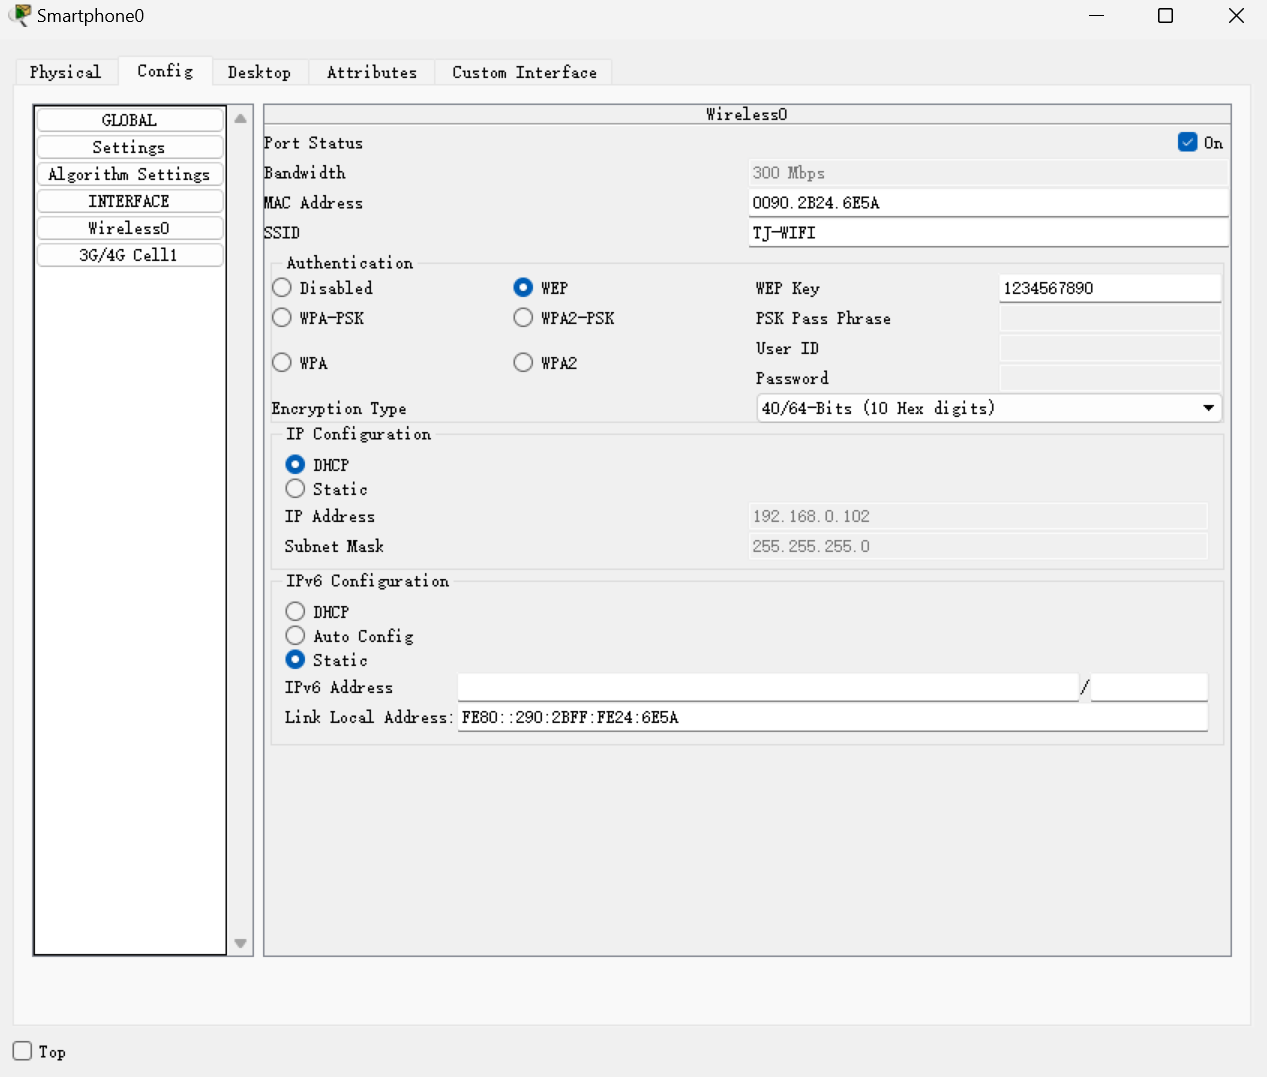 Smartphone0
Physical Config Desktop Attributes Custom Interface
GLOBAL
Settings
Algorithm Settings
INTERFACE
Wireless0
3G/4G Cell1
Wireless0
Port Status On
Bandwidth 300 Mbps
MAC Address 0090.2B24.6E5A
SSID TJ-WIFI
Authentication
Disabled WEP WEP Key 1234567890
WPA-PSK WPA2-PSK PSK Pass Phrase
User ID
WPA WPA2
Password
Encryption Type 40/64-Bits (10 Hex digits)
IP Configuration
DHCP
Static
IP Address 192.168.0.102
Subnet Mask 255.255.255.0
IPv6 Configuration
DHCP
Auto Config
Static
IPv6 Address /
Link Local Address: FE80::290:2BFF:FE24:6E5A
Top